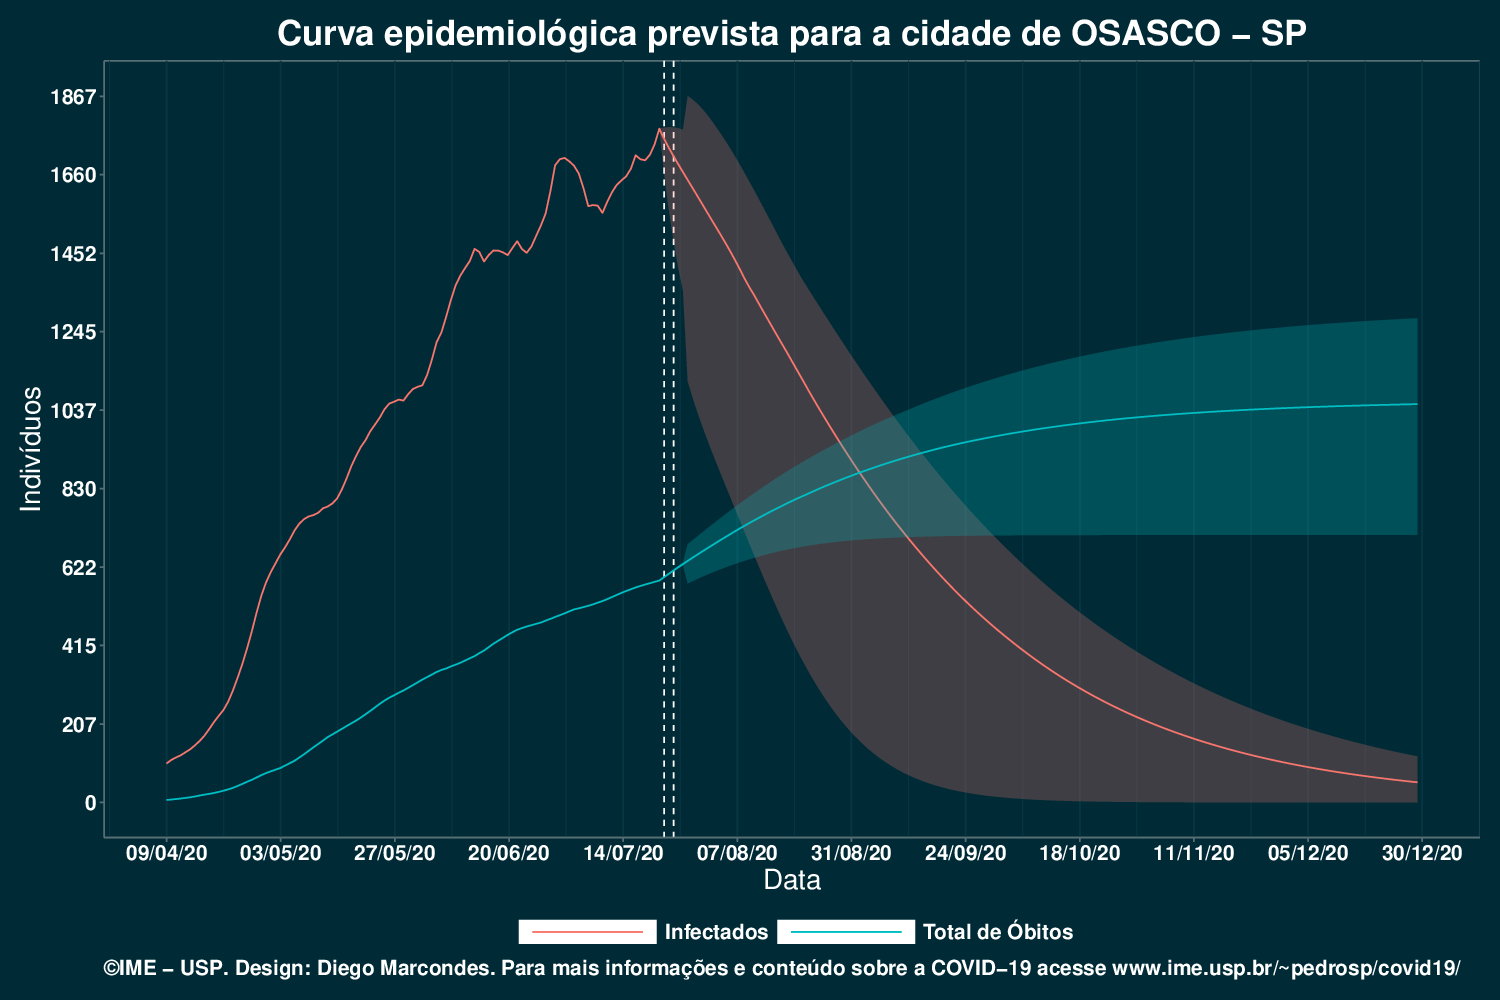 Curva epidemiológica prevista para a cidade de OSASCO – SP
1867
1660
1452
1245
1037
830
622
415
207
0
Indivíduos
09/04/20 03/05/20 27/05/20 20/06/20 14/07/20 07/08/20 31/08/20 24/09/20 18/10/20 11/11/20 05/12/20 30/12/20
Data
Infectados Total de Óbitos
©IME – USP. Design: Diego Marcondes. Para mais informações e conteúdo sobre a COVID–19 acesse www.ime.usp.br/~pedrosp/covid19/